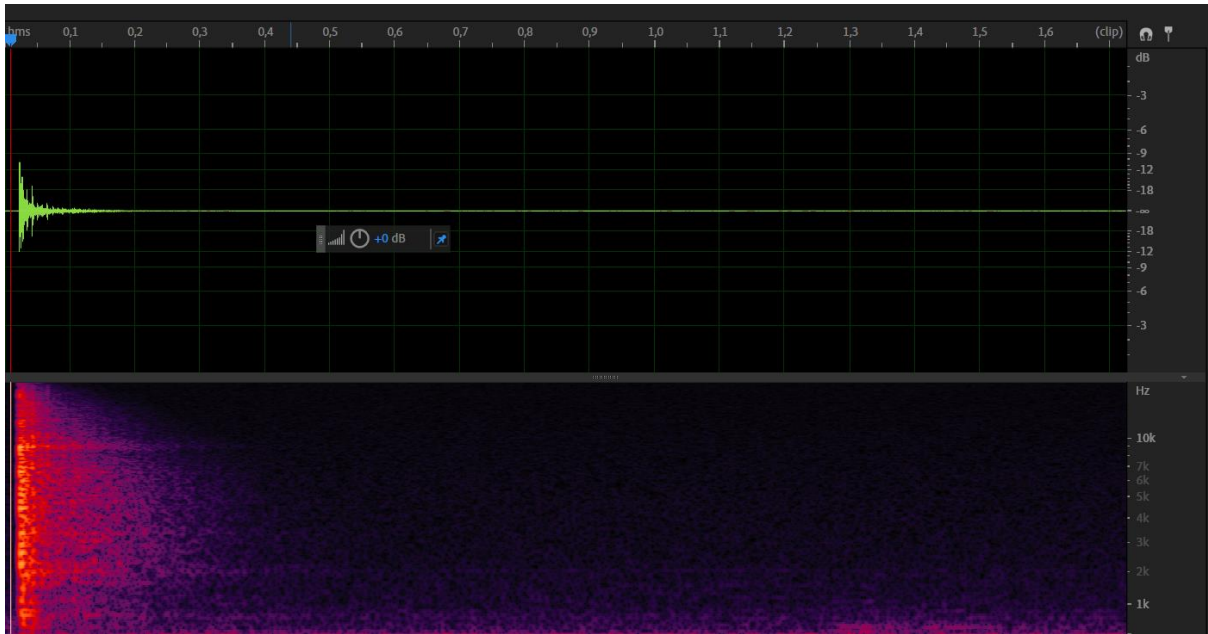 hms 0,1 0,2 0,3 0,4 0,5 0,6 0,7 0,8 0,9 1,0 1,1 1,2 1,3 1,4 1,5 1,6 (clip)
dB
-3
-6
-9
-12
-18
-∞
-18
-12
-9
-6
-3
+0 dB
Hz
10k
7k
6k
5k
4k
3k
2k
1k